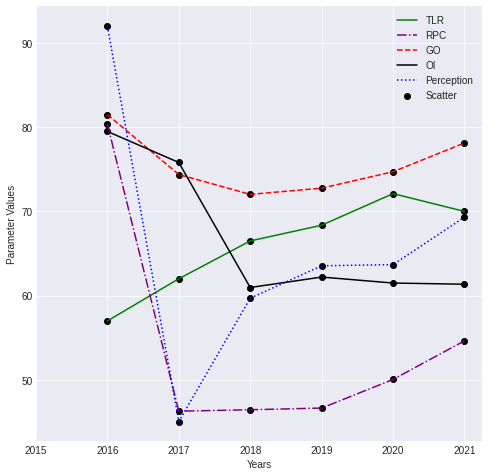 TLR
RPC
GO
OI
Perception
Scatter
Parameter Values
90
80
70
60
50
2015 2016 2017 2018 2019 2020 2021
Years